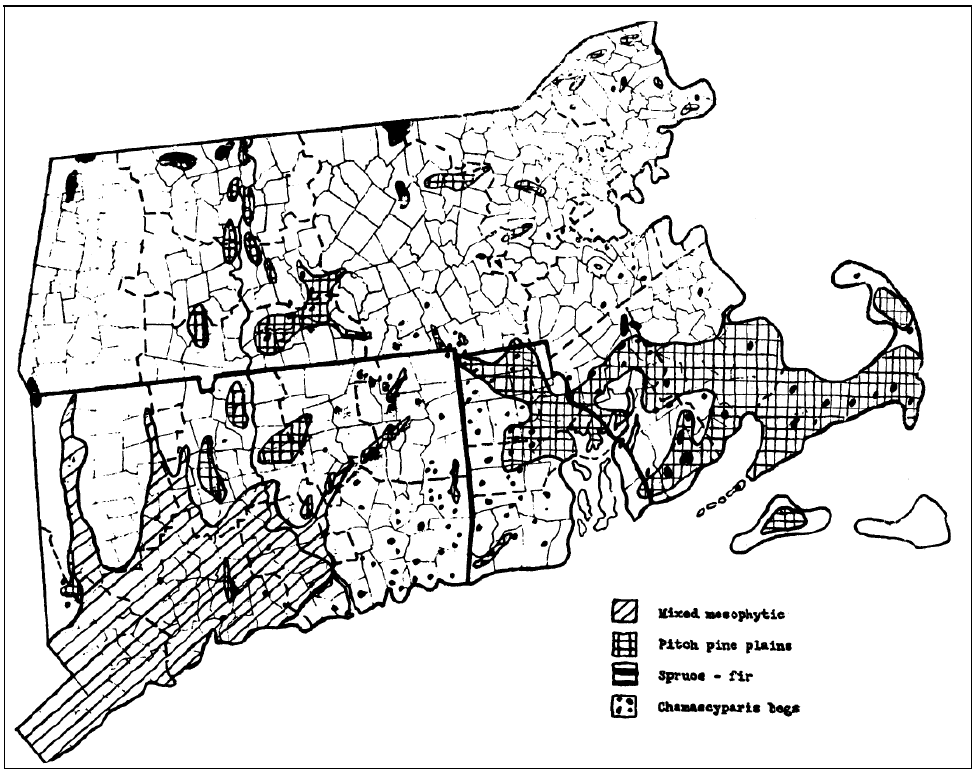 Mixed mesophytic
Pitch pine plains
Spruce - fir
Chamaecyparis bogs